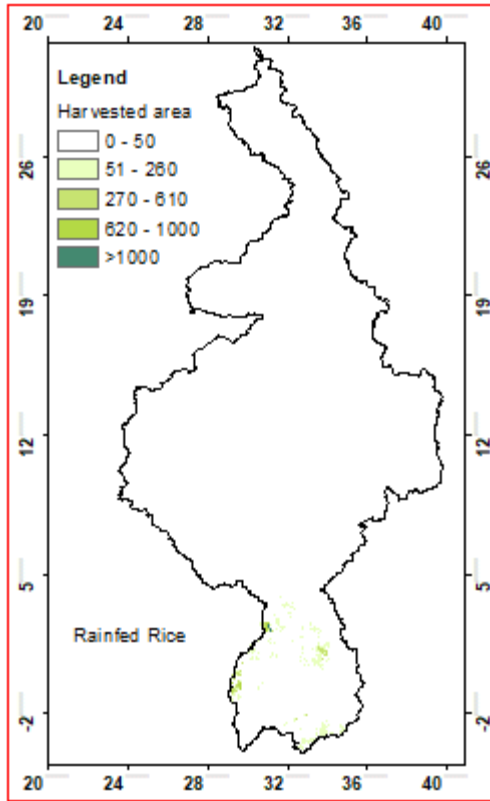 20 24 28 32 36 40
Legend
Harvested area
0 - 50
51 - 260
270 - 610
620 - 1000
>1000
26 26
19 19
12 12
5 5
Rainfed Rice
-2 -2
20 24 28 32 36 40